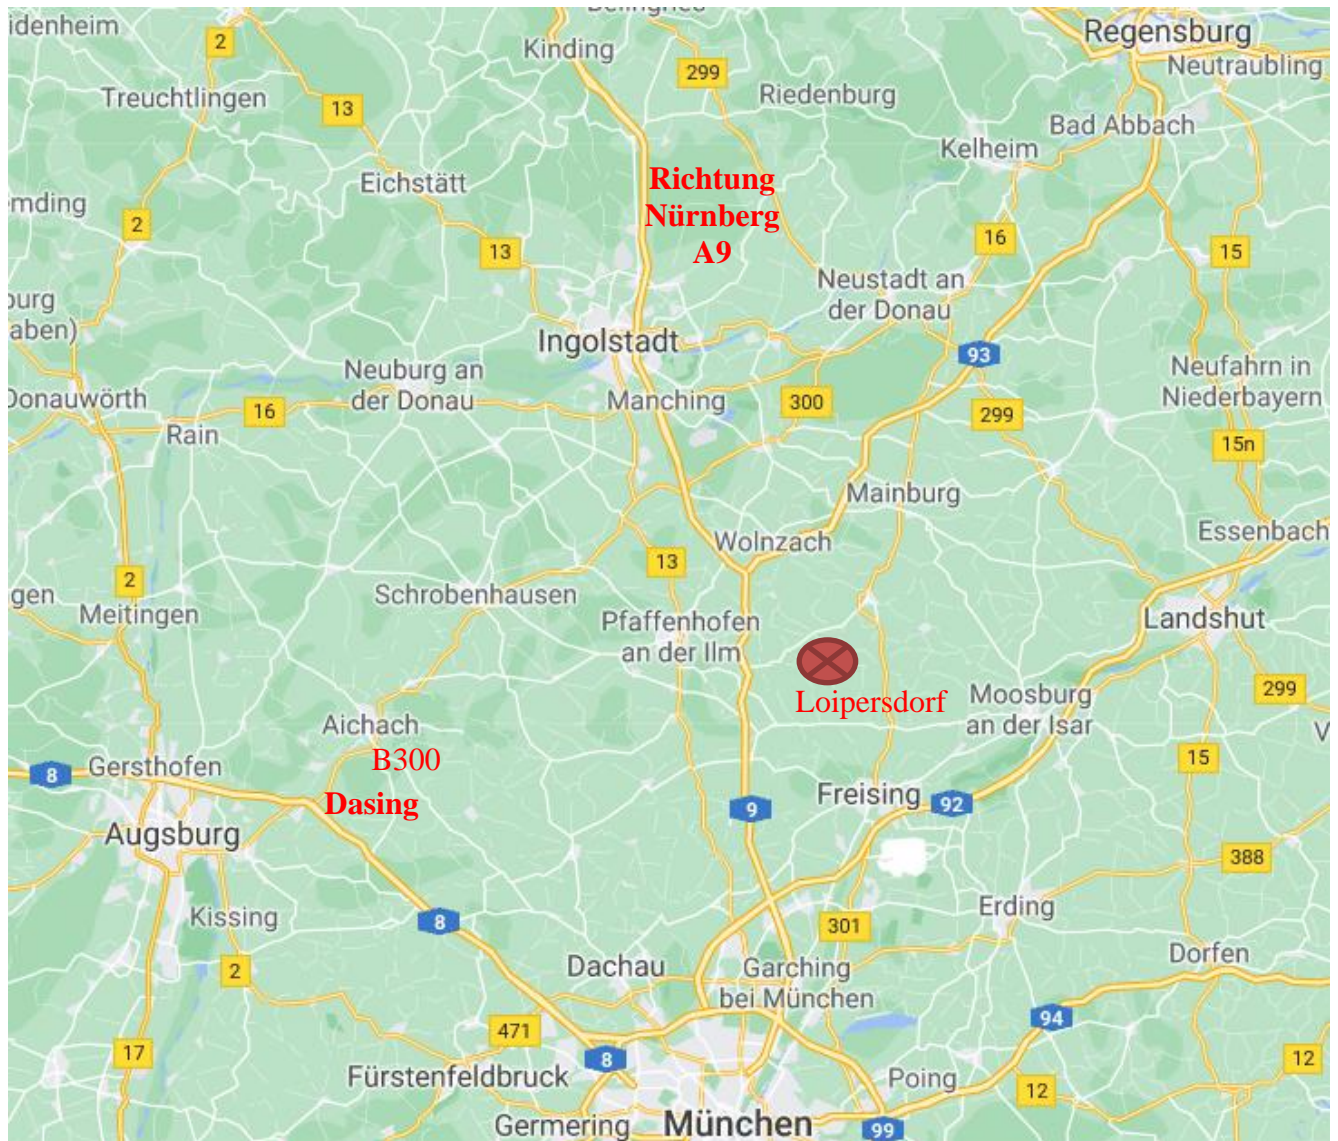 Beilngries
Regensburg
idenheim
2
Kinding
Neutraubling
299
Treuchtlingen
Riedenburg
13
Bad Abbach
Kelheim
Richtung
Nürnberg
A9
Eichstätt
emding
2
13
16
15
Neustadt an
der Donau
burg
aben)
Ingolstadt
93
Neuburg an
der Donau
Neufahrn in
Niederbayern
Donauwörth
16
Manching
300
299
Rain
15n
Mainburg
Wolnzach
Essenbach
13
2
gen
Meitingen
Schrobenhausen
Pfaffenhofen
an der Ilm
Landshut
Loipersdorf
Moosburg
an der Isar
299
Aichach
B300
V
15
8
Gersthofen
Dasing
Freising
92
9
Augsburg
388
Kissing
8
301
Erding
2
Dachau
Garching
bei München
Dorfen
94
471
17
8
12
Fürstenfeldbruck
Poing
12
Germering
München
99